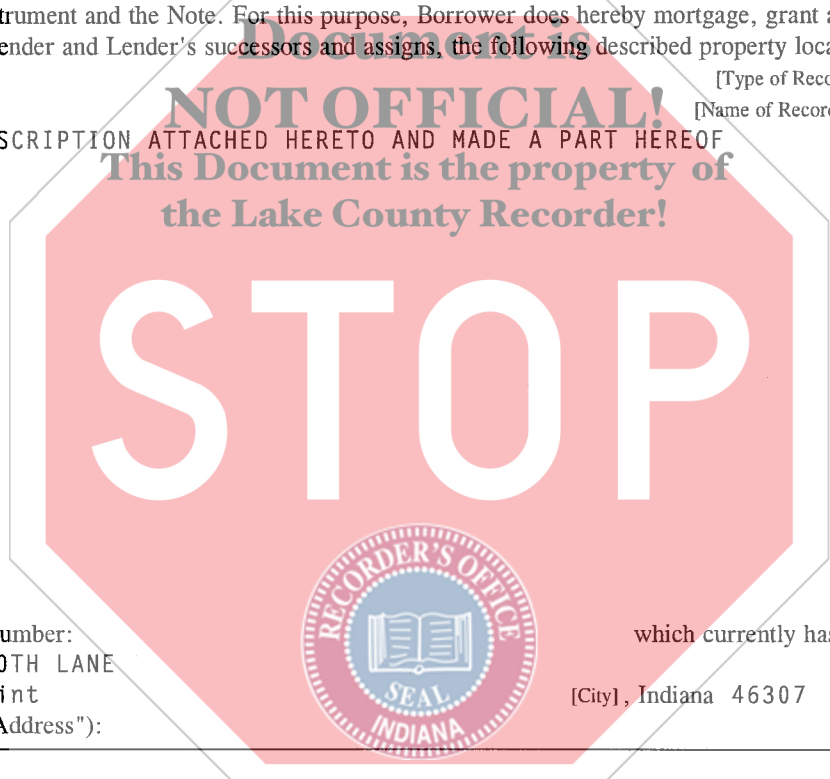 trument and the Note. For this purpose, Borrower does hereby mortgage, grant a
Document is
ender and Lender's successors and assigns, the following described property loca
[Type of Reco
NOT OFFICIAL!
[Name of Record
SCRIPTION ATTACHED HERETO AND MADE A PART HEREOF
This Document is the property of
the Lake County Recorder!
STOP
RECORDER'S OFFICE
SEAL
INDIANA
umber:
which currently has
OTH LANE
int
[City], Indiana 46307
Address"):